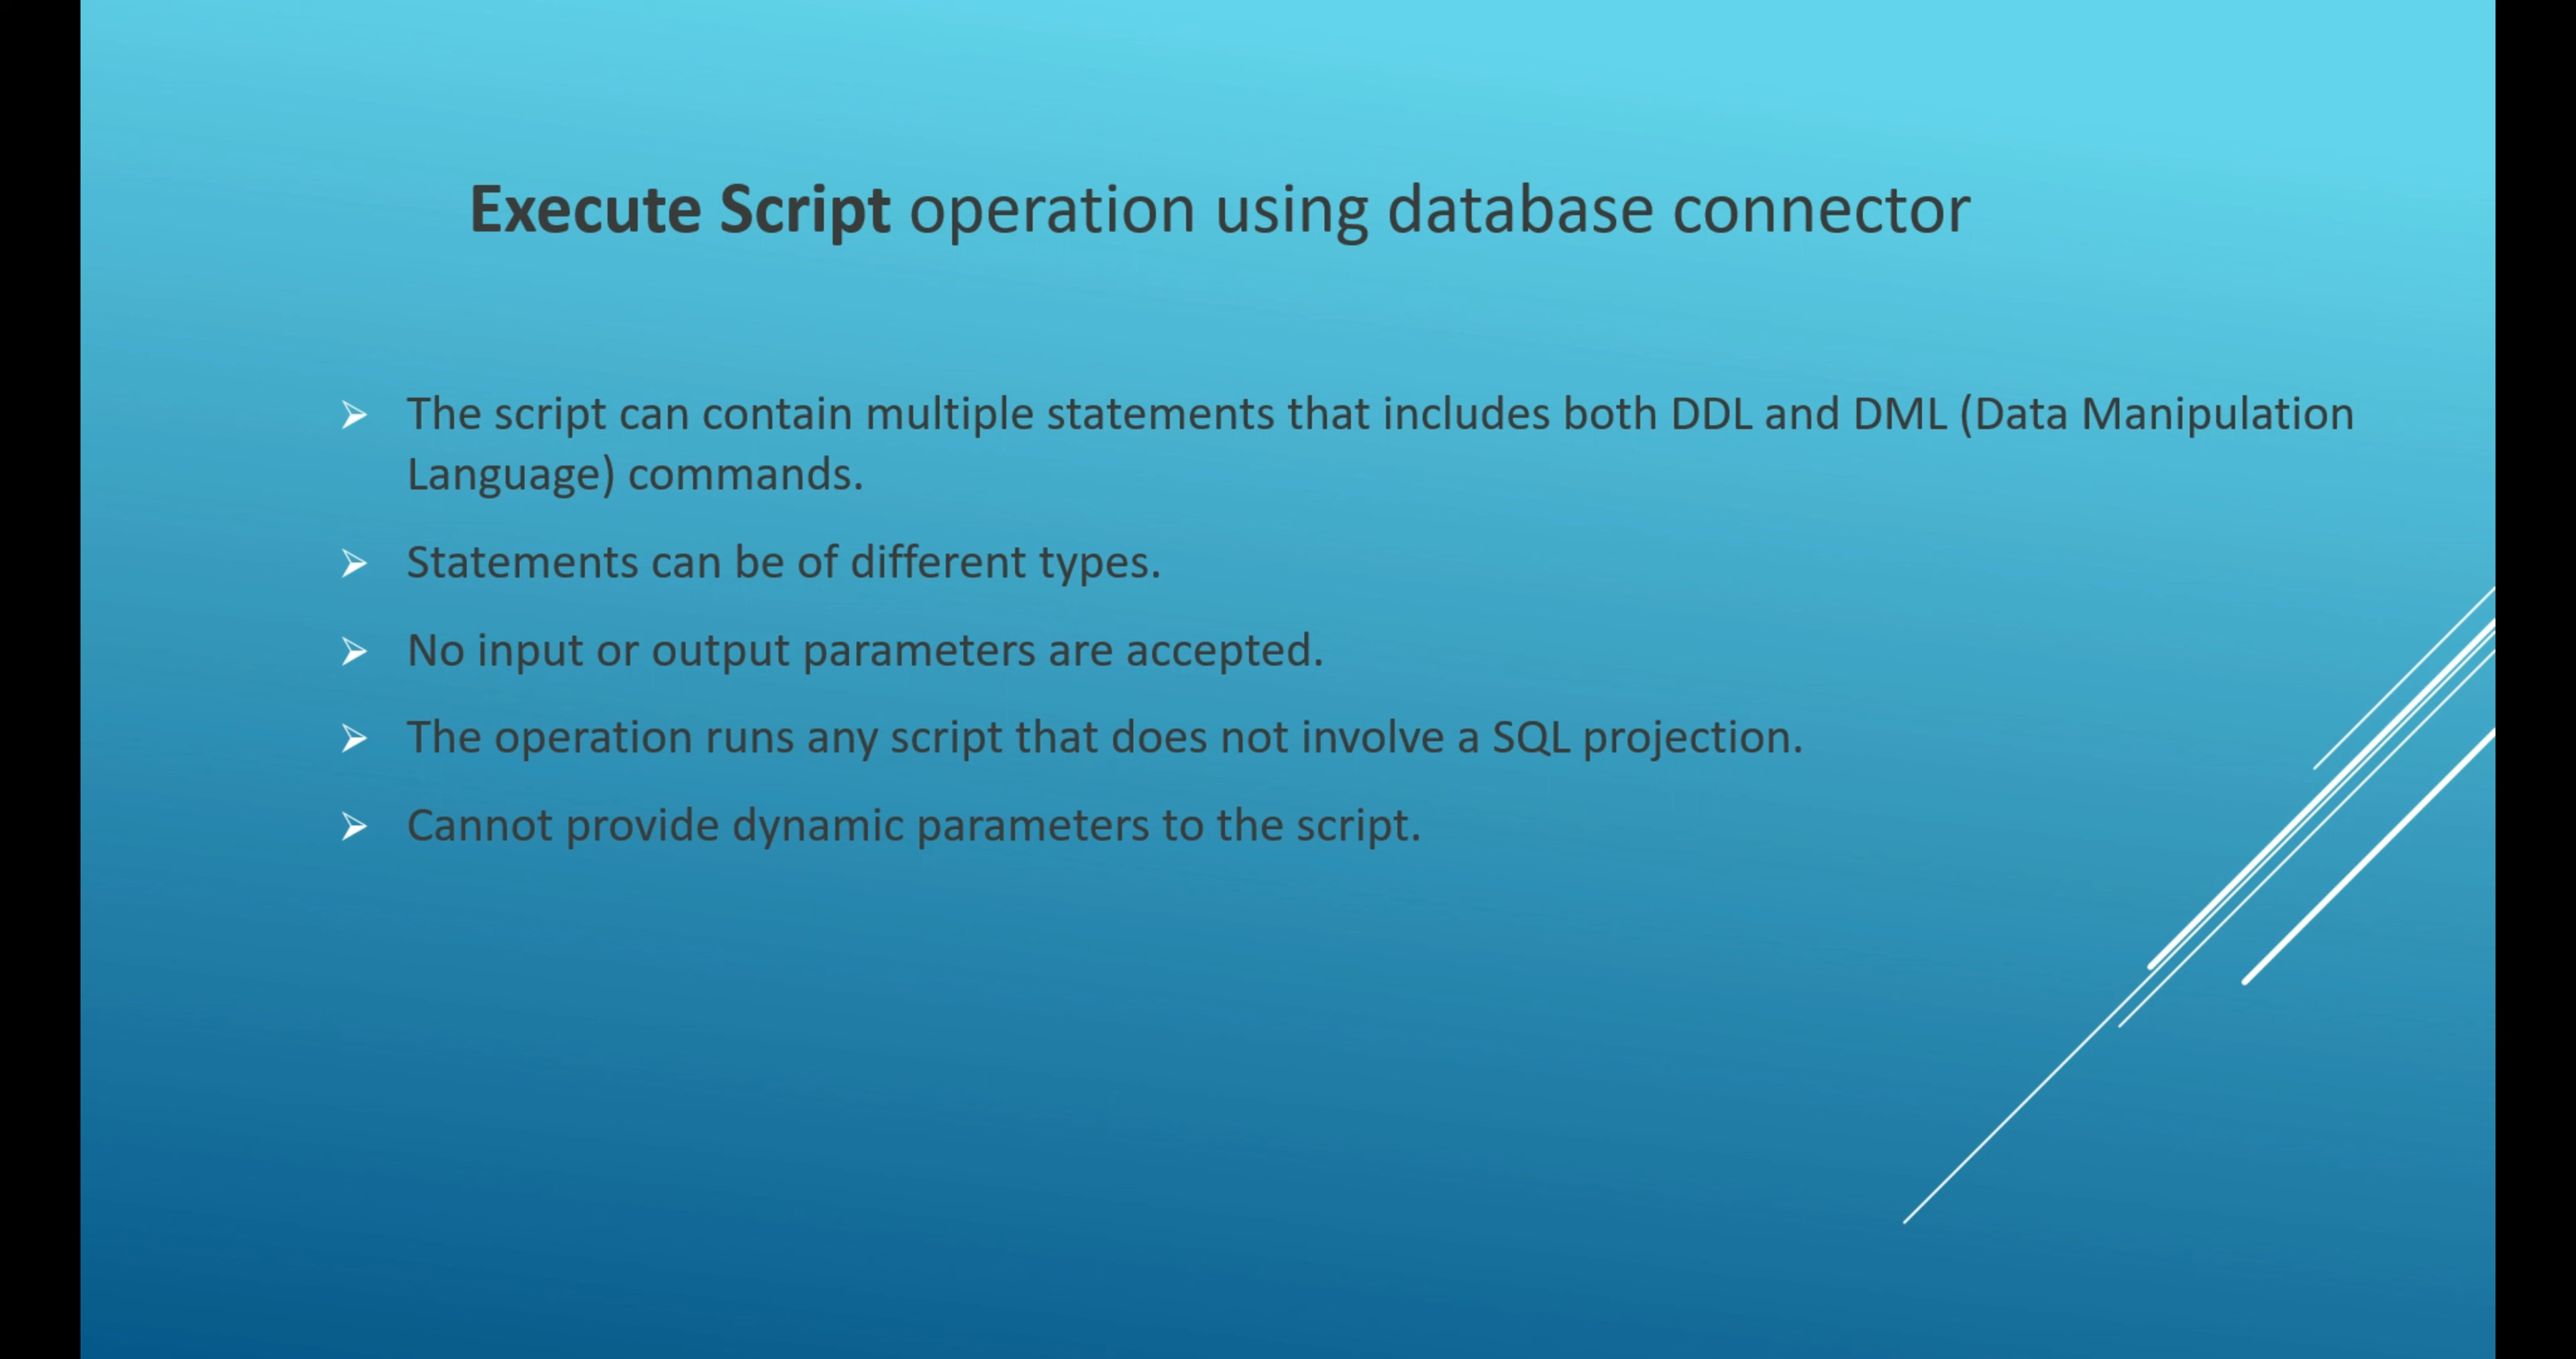 Execute Script operation using database connector
The script can contain multiple statements that includes both DDL and DML (Data Manipulation
Language) commands.
Statements can be of different types.
No input or output parameters are accepted.
The operation runs any script that does not involve a SQL projection.
Cannot provide dynamic parameters to the script.